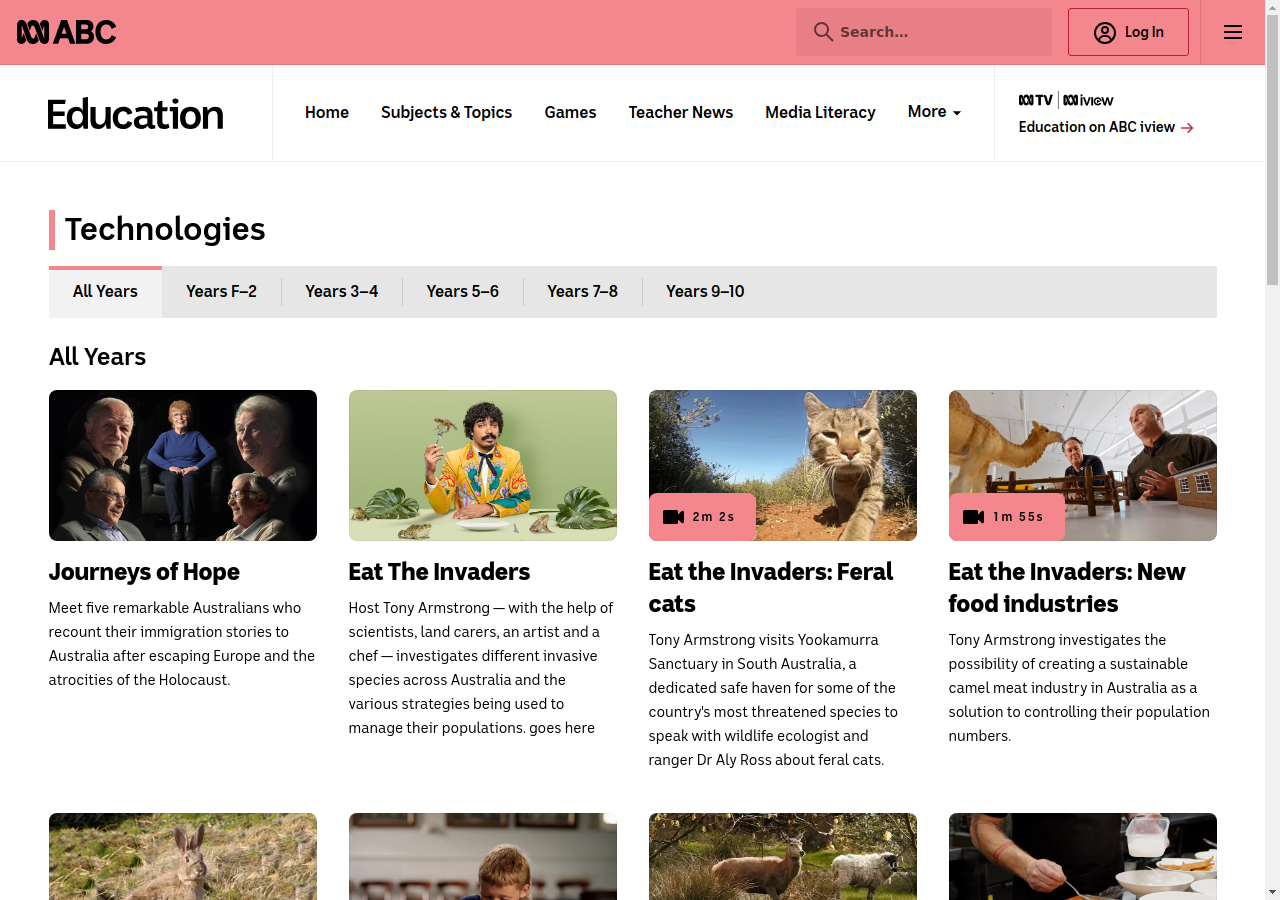 ABC
Search...
Log In
Education
Home
Subjects & Topics
Games
Teacher News
Media Literacy
More
TV
iview
Education on ABC iview
Technologies
All Years
Years F–2
Years 3–4
Years 5–6
Years 7–8
Years 9–10
All Years
Journeys of Hope
Meet five remarkable Australians who
recount their immigration stories to
Australia after escaping Europe and the
atrocities of the Holocaust.
Eat The Invaders
Host Tony Armstrong — with the help of
scientists, land carers, an artist and a
chef — investigates different invasive
species across Australia and the
various strategies being used to
manage their populations. goes here
2m 2s
Eat the Invaders: Feral
cats
Tony Armstrong visits Yookamurra
Sanctuary in South Australia, a
dedicated safe haven for some of the
country's most threatened species to
speak with wildlife ecologist and
ranger Dr Aly Ross about feral cats.
1m 55s
Eat the Invaders: New
food industries
Tony Armstrong investigates the
possibility of creating a sustainable
camel meat industry in Australia as a
solution to controlling their population
numbers.